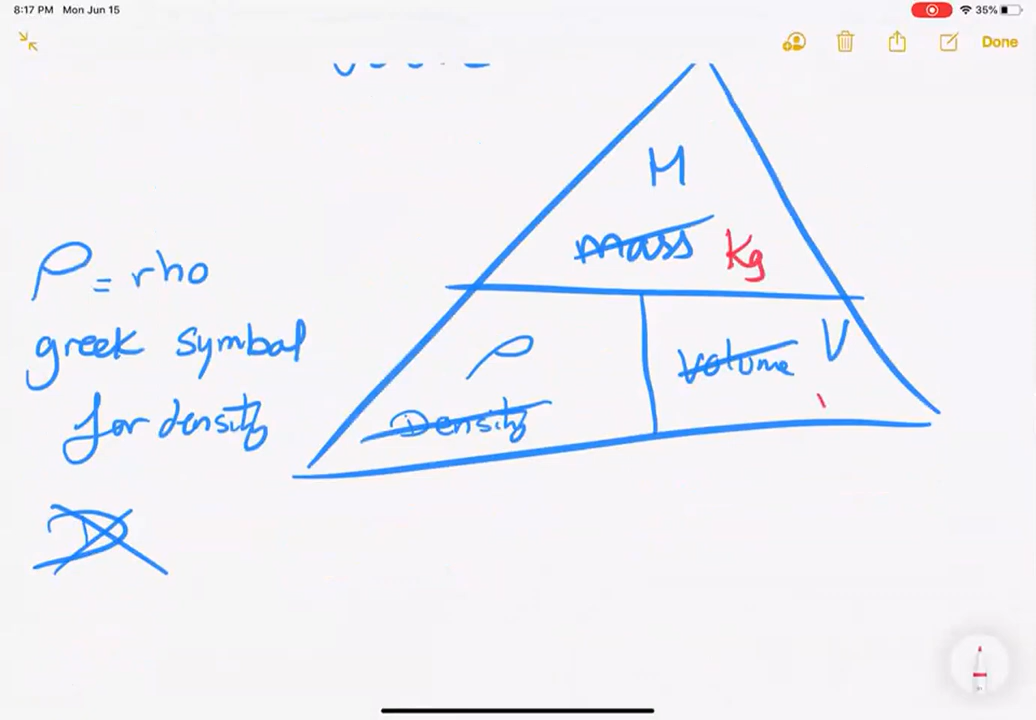 8:17 PM Mon Jun 15
35%
Done
M
mass Kg
ρ = rho
greek symbol
for density
D
ρ
Density
Volume V